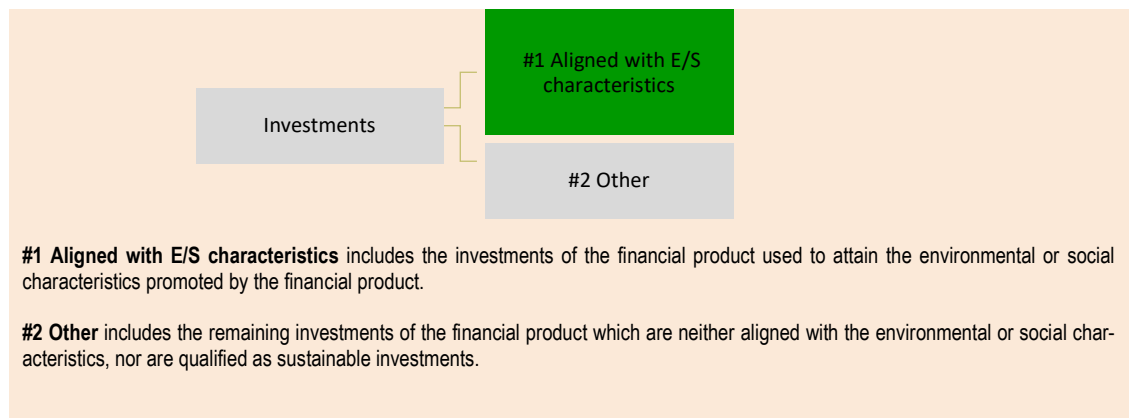 #1 Aligned with E/S
characteristics
Investments
#2 Other
#1 Aligned with E/S characteristics includes the investments of the financial product used to attain the environmental or social
characteristics promoted by the financial product.
#2 Other includes the remaining investments of the financial product which are neither aligned with the environmental or social char-
acteristics, nor are qualified as sustainable investments.